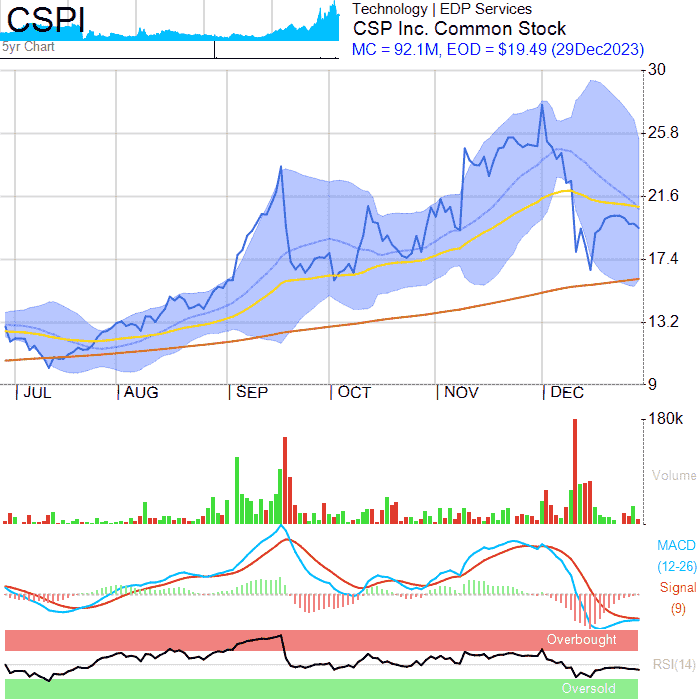 CSPI
5yr Chart
Technology | EDP Services
CSP Inc. Common Stock
MC = 92.1M, EOD = $19.49 (29Dec2023)
30
25.8
21.6
17.4
13.2
9
JUL AUG SEP OCT NOV DEC
180k
Volume
MACD
(12-26)
Signal
(9)
Overbought
RSI(14)
Oversold